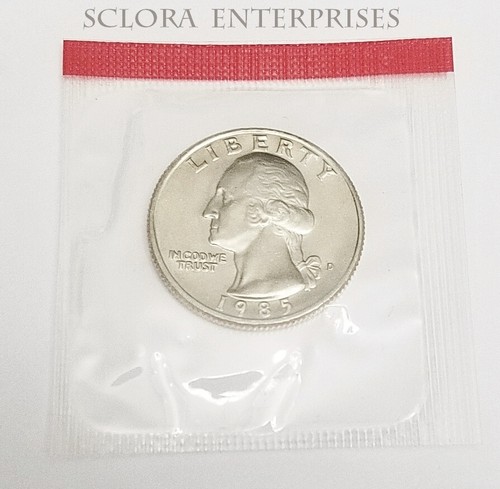 SCLORA ENTERPRISES
LIBERTY
IN GOD WE
TRUST
D
1985